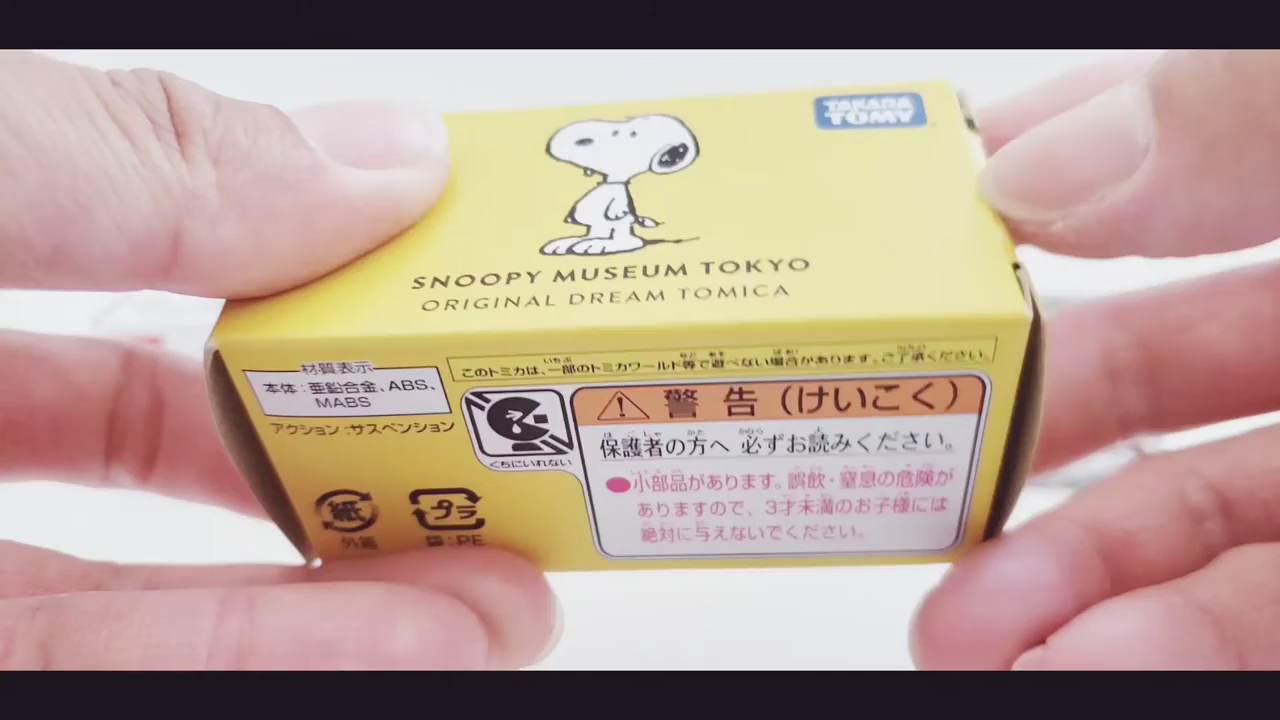 TAKARA
TOMY
SNOOPY MUSEUM TOKYO
ORIGINAL DREAM TOMICA
材質表示
本体:亜鉛合金、ABS、
MABS
アクション:サスペンション
このトミカは、一部のトミカワールド等で遊べない場合があります。ご了承ください。
くちにいれない
警告(けいこく)
保護者の方へ 必ずお読みください。
●小部品があります。誤飲・窒息の危険が
ありますので、3才未満のお子様には
絶対に与えないでください。
紙
外箱
プラ
袋:PE